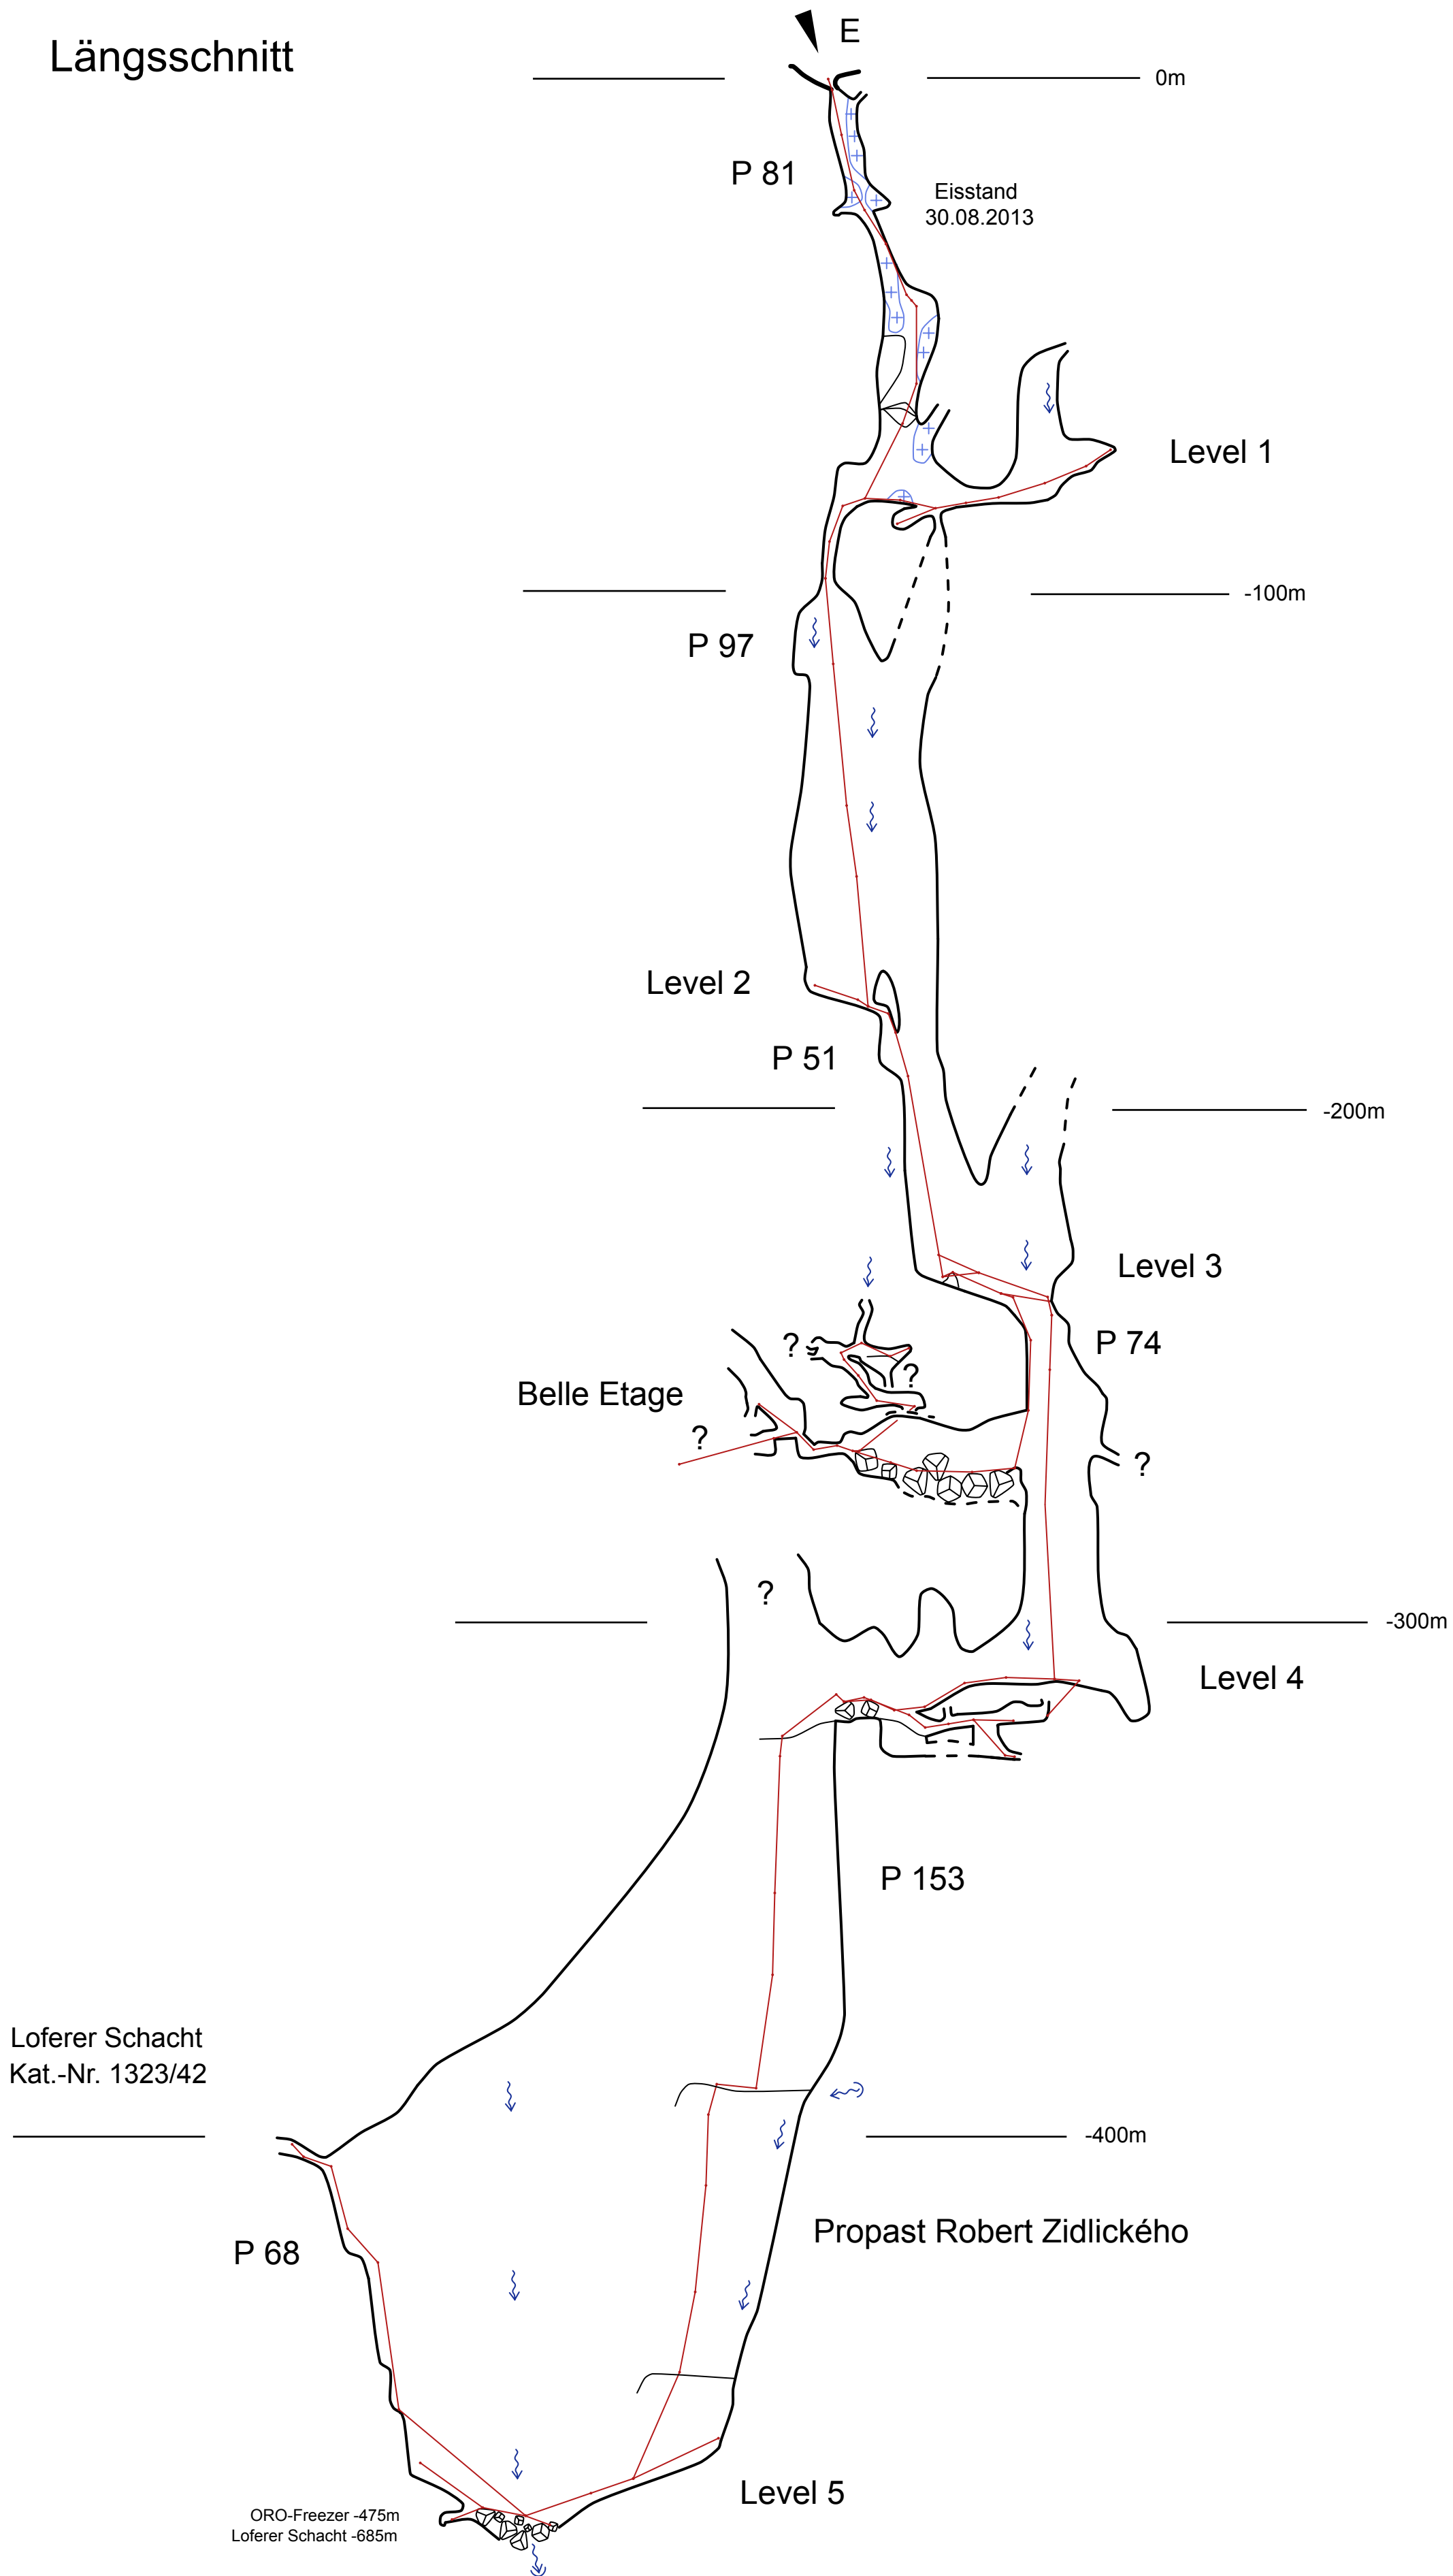 Längsschnitt
E
0m
P 81
Eisstand
30.08.2013
Level 1
-100m
P 97
Level 2
P 51
-200m
Level 3
P 74
?
?
Belle Etage
?
?
?
-300m
Level 4
P 153
Loferer Schacht
Kat.-Nr. 1323/42
-400m
Propast Robert Zidlického
P 68
Level 5
ORO-Freezer -475m
Loferer Schacht -685m